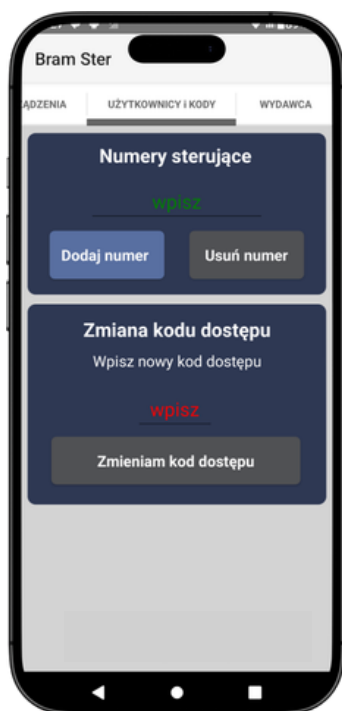 Bram Ster
ĄDZENIA UŻYTKOWNICY i KODY WYDAWCA
Numery sterujące
wpisz
Dodaj numer Usuń numer
Zmiana kodu dostępu
Wpisz nowy kod dostępu
wpisz
Zmieniam kod dostępu